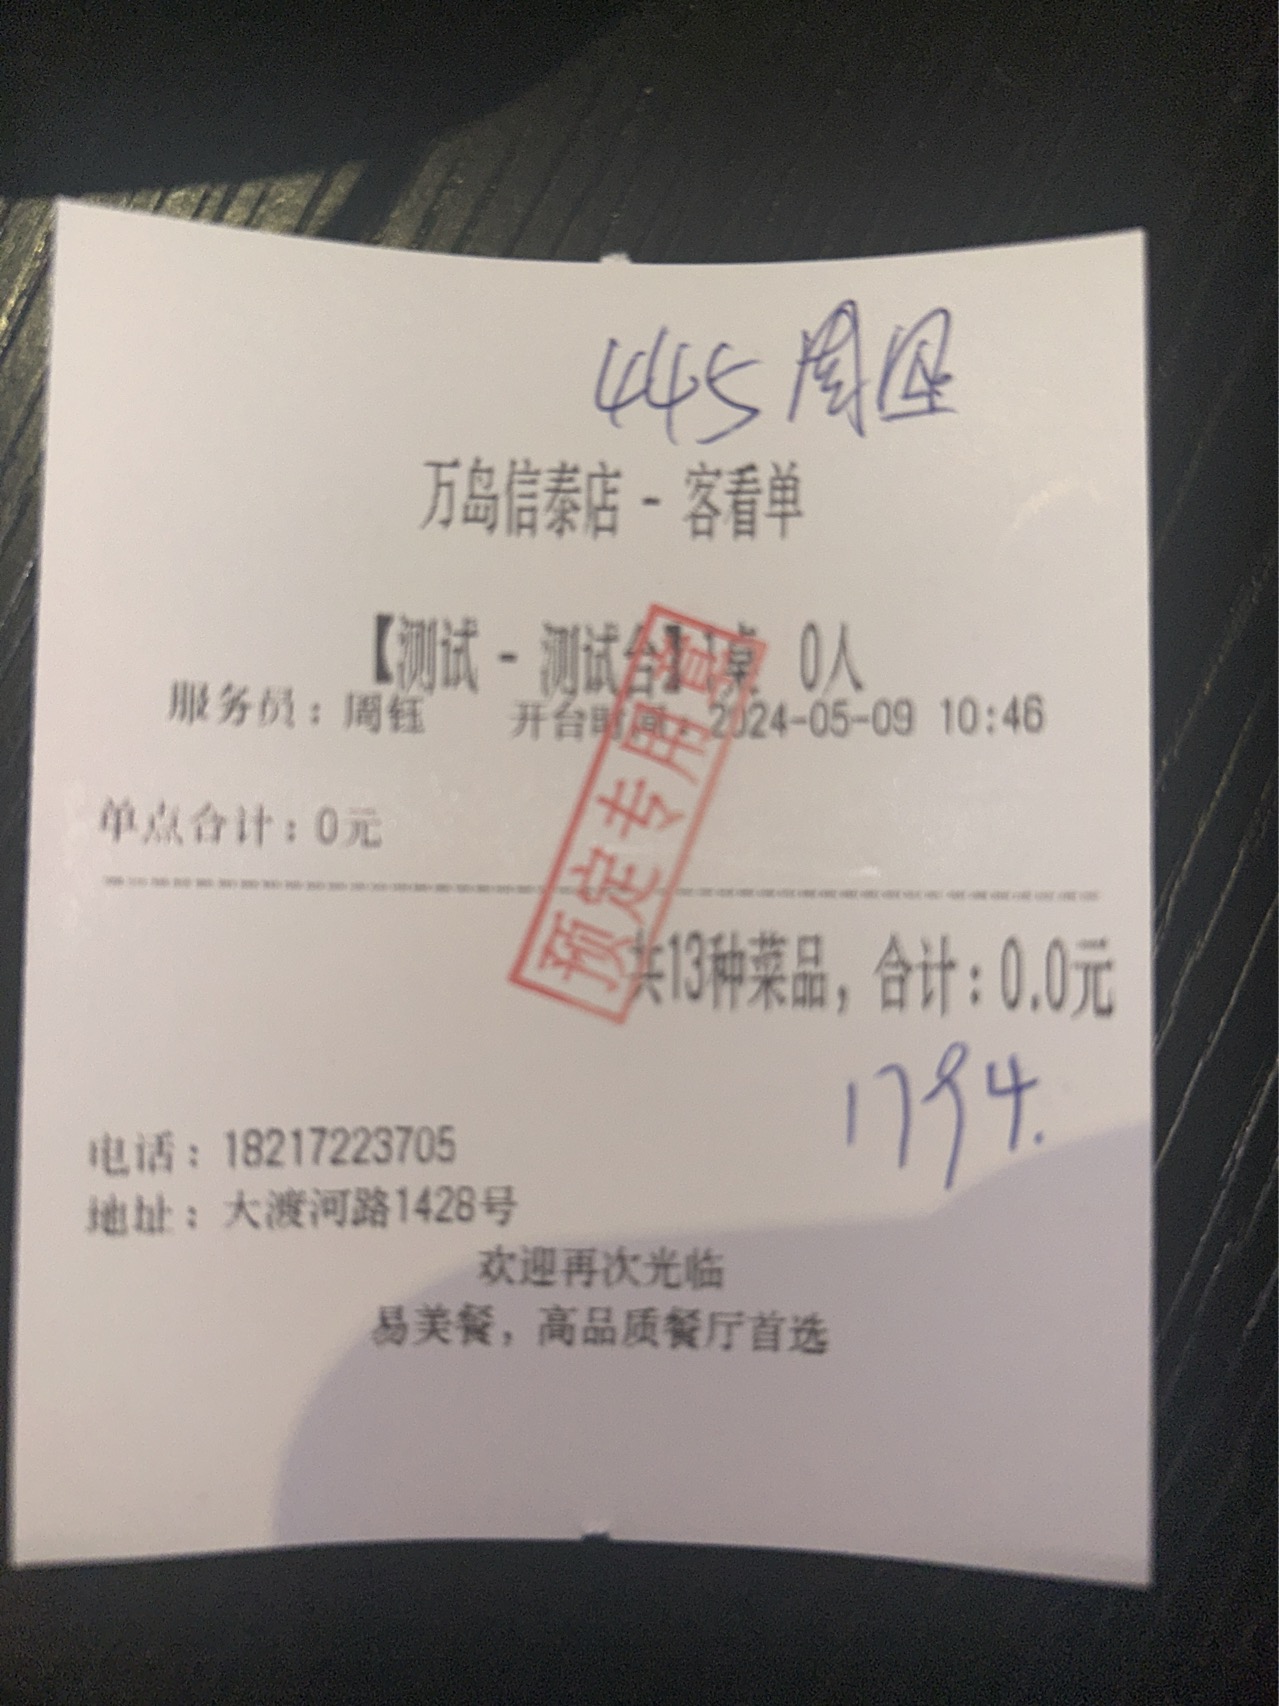 445 周
万岛信泰店 - 客看单
【测试 - 测试台】1桌 0人
服务员：周钰 开台时间：2024-05-09 10:46
单点合计：0元
预定专用章
共13种菜品，合计：0.0元
1794.
电话：18217223705
地址：大渡河路1428号
欢迎再次光临
易美餐，高品质餐厅首选